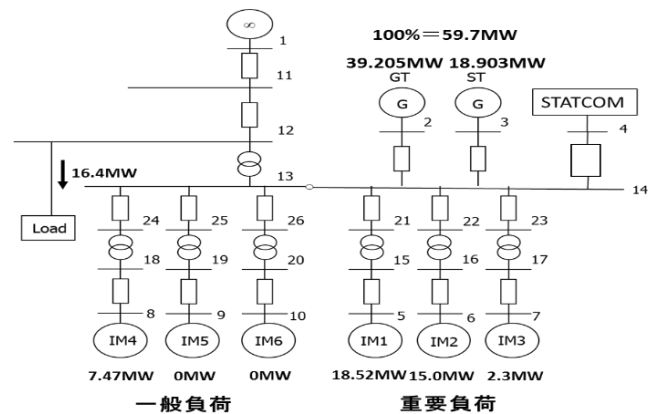 ∞
1
100%＝59.7MW
11
39.205MW 18.903MW
GT ST
G G STATCOM
12
2 3 4
16.4MW
13
14
Load
24 25 26 21 22 23
18 19 20 15 16 17
8 9 10 5 6 7
IM4 IM5 IM6 IM1 IM2 IM3
7.47MW 0MW 0MW 18.52MW 15.0MW 2.3MW
一般負荷 重要負荷